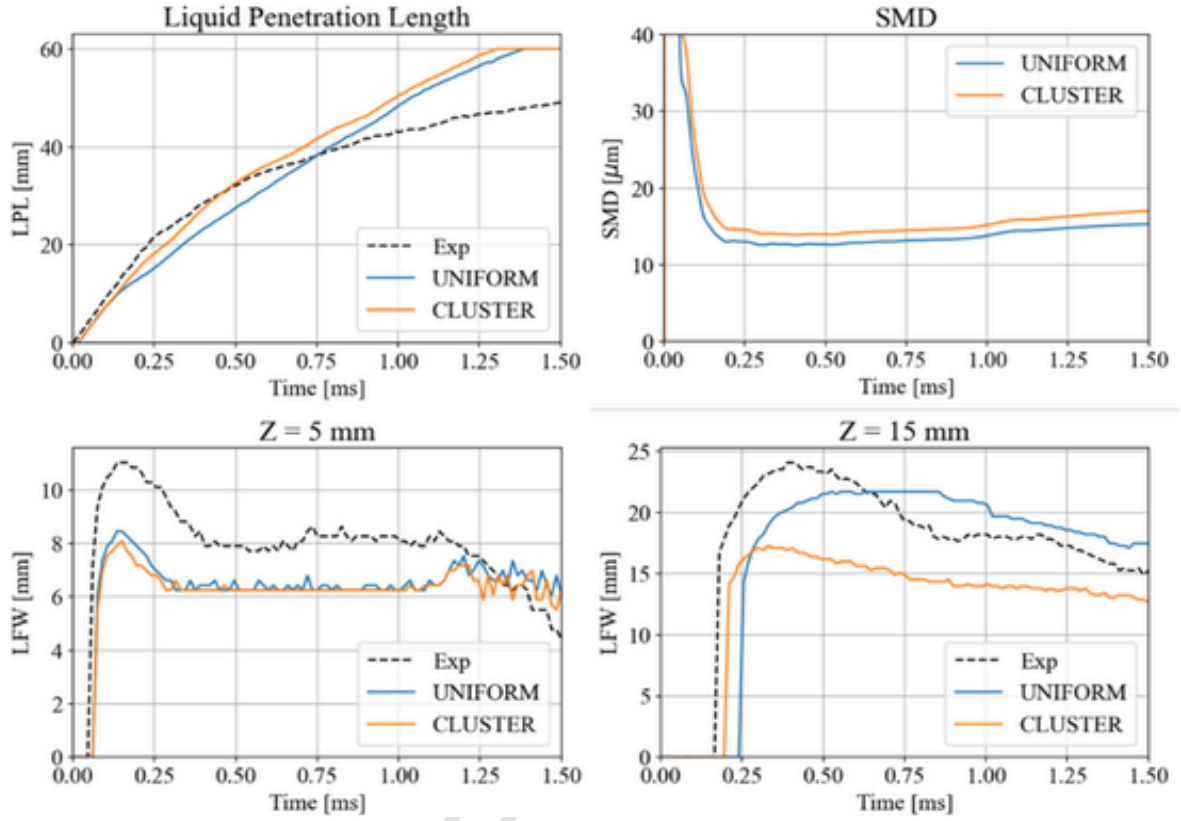 Liquid Penetration Length
60
40
20
0
LPL [mm]
Exp
UNIFORM
CLUSTER
0.00 0.25 0.50 0.75 1.00 1.25 1.50
Time [ms]
SMD
40
30
20
10
0
SMD [μm]
UNIFORM
CLUSTER
0.00 0.25 0.50 0.75 1.00 1.25 1.50
Time [ms]
Z = 5 mm
10
8
6
4
2
0
LFW [mm]
Exp
UNIFORM
CLUSTER
0.00 0.25 0.50 0.75 1.00 1.25 1.50
Time [ms]
Z = 15 mm
25
20
15
10
5
0
LFW [mm]
Exp
UNIFORM
CLUSTER
0.00 0.25 0.50 0.75 1.00 1.25 1.50
Time [ms]